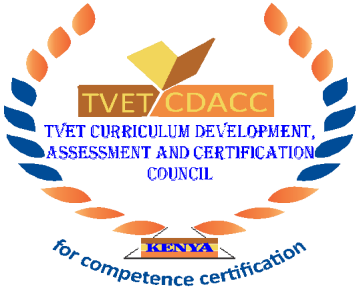 TVET CDACC
TVET CURRICULUM DEVELOPMENT,
ASSESSMENT AND CERTIFICATION
COUNCIL
KENYA
for competence certification